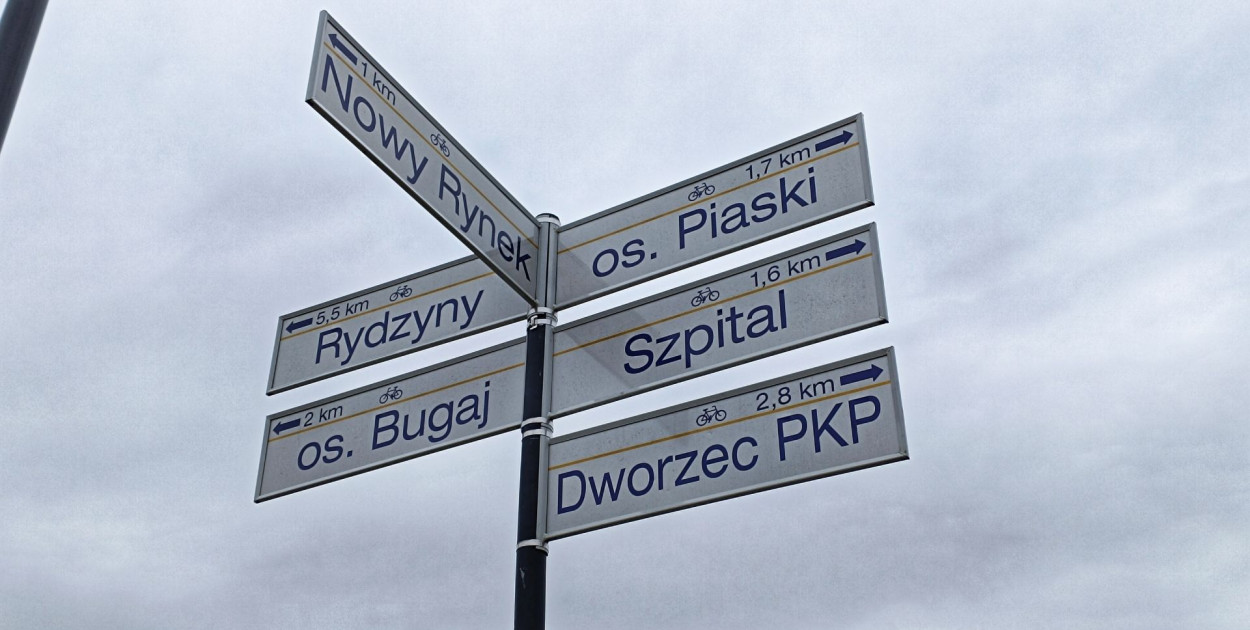 1 km
Nowy Rynek
5,5 km
Rydzyny
2 km
os. Bugaj
1,7 km
os. Piaski
1,6 km
Szpital
2,8 km
Dworzec PKP